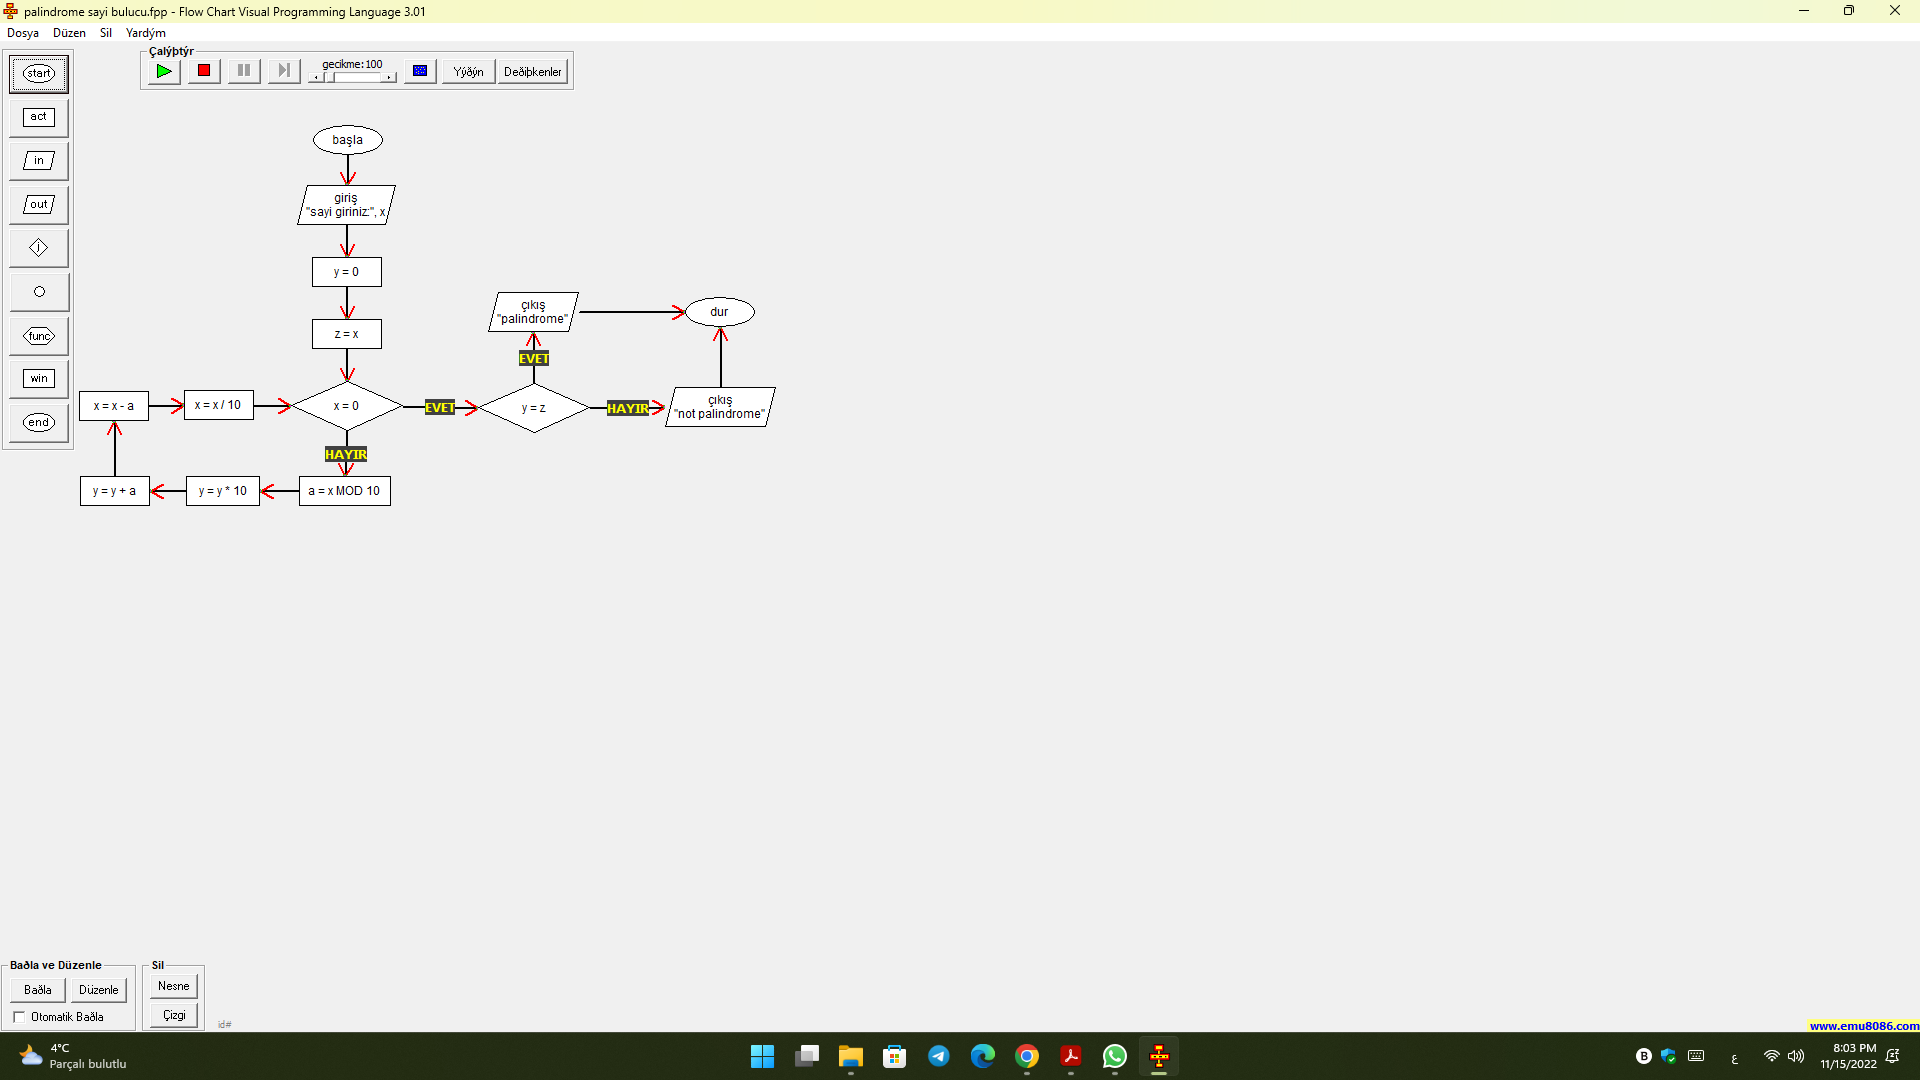 palindrome sayi bulucu.fpp - Flow Chart Visual Programming Language 3.01
Dosya Düzen Sil Yardým
Çalýþtýr
gecikme:100
Yýðýn
Deðiþkenler
start
act
in
out
j
func
win
end
başla
giriş
"sayi giriniz:", x
y = 0
z = x
x = 0
EVET
HAYIR
a = x MOD 10
y = y * 10
y = y + a
x = x - a
x = x / 10
y = z
EVET
HAYIR
çıkış
"palindrome"
dur
çıkış
"not palindrome"
Baðla ve Düzenle
Baðla
Düzenle
Otomatik Baðla
Sil
Nesne
Çizgi
id#
www.emu8086.com
4°C
Parçalı bulutlu
B
ع
8:03 PM
11/15/2022